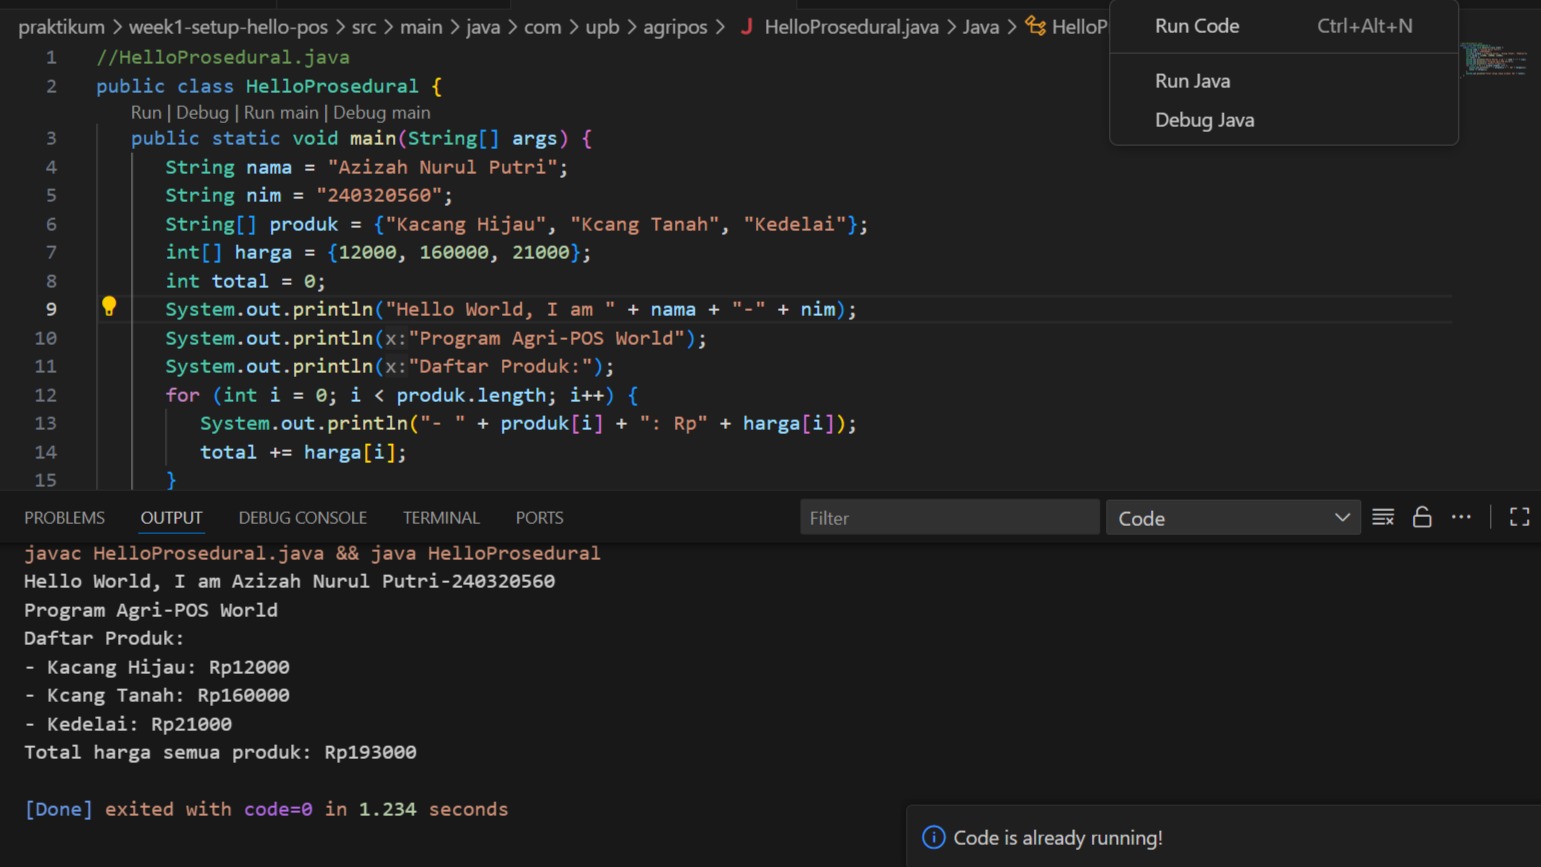 praktikum > week1-setup-hello-pos > src > main > java > com > upb > agripos > J HelloProsedural.java > Java > HelloP
Run Code Ctrl+Alt+N
Run Java
Debug Java
1 //HelloProsedural.java
2 public class HelloProsedural {
Run | Debug | Run main | Debug main
3 public static void main(String[] args) {
4 String nama = "Azizah Nurul Putri";
5 String nim = "240320560";
6 String[] produk = {"Kacang Hijau", "Kcang Tanah", "Kedelai"};
7 int[] harga = {12000, 160000, 21000};
8 int total = 0;
9 System.out.println("Hello World, I am " + nama + "-" + nim);
10 System.out.println(x:"Program Agri-POS World");
11 System.out.println(x:"Daftar Produk:");
12 for (int i = 0; i < produk.length; i++) {
13 System.out.println("- " + produk[i] + ": Rp" + harga[i]);
14 total += harga[i];
15 }
PROBLEMS OUTPUT DEBUG CONSOLE TERMINAL PORTS Filter Code
javac HelloProsedural.java && java HelloProsedural
Hello World, I am Azizah Nurul Putri-240320560
Program Agri-POS World
Daftar Produk:
- Kacang Hijau: Rp12000
- Kcang Tanah: Rp160000
- Kedelai: Rp21000
Total harga semua produk: Rp193000
[Done] exited with code=0 in 1.234 seconds
Code is already running!